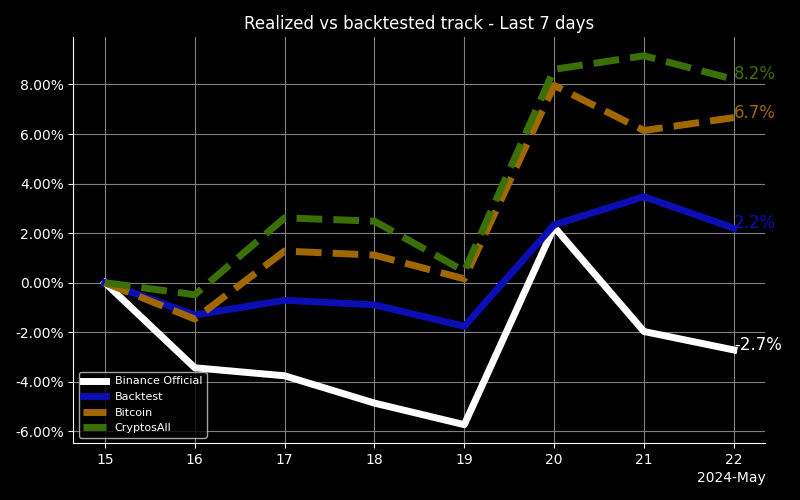 Realized vs backtested track - Last 7 days
8.00%
6.00%
4.00%
2.00%
0.00%
-2.00%
-4.00%
-6.00%
8.2%
6.7%
2.2%
-2.7%
Binance Official
Backtest
Bitcoin
CryptosAll
15 16 17 18 19 20 21 22
2024-May